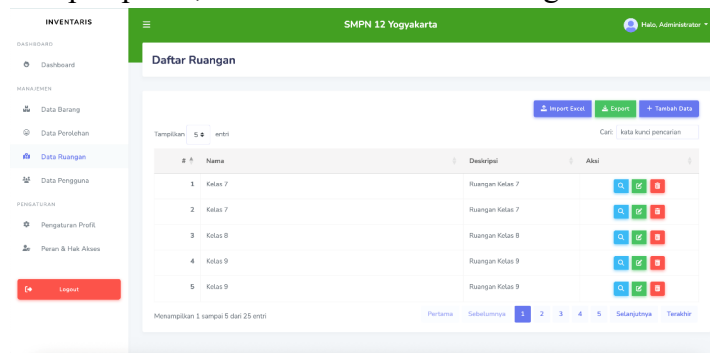 INVENTARIS
SMPN 12 Yogyakarta
Halo, Administrator
DASHBOARD
Dashboard
MANAJEMEN
Data Barang
Data Perolehan
Data Ruangan
Data Pengguna
PENGATURAN
Pengaturan Profil
Peran & Hak Akses
Logout
Daftar Ruangan
Import Excel Export + Tambah Data
Tampilkan 5 entri
Cari: kata kunci pencarian
# Nama Deskripsi Aksi
1 Kelas 7 Ruangan Kelas 7
2 Kelas 7 Ruangan Kelas 7
3 Kelas 8 Ruangan Kelas 8
4 Kelas 9 Ruangan Kelas 9
5 Kelas 9 Ruangan Kelas 9
Menampilkan 1 sampai 5 dari 25 entri
Pertama Sebelumnya 1 2 3 4 5 Selanjutnya Terakhir